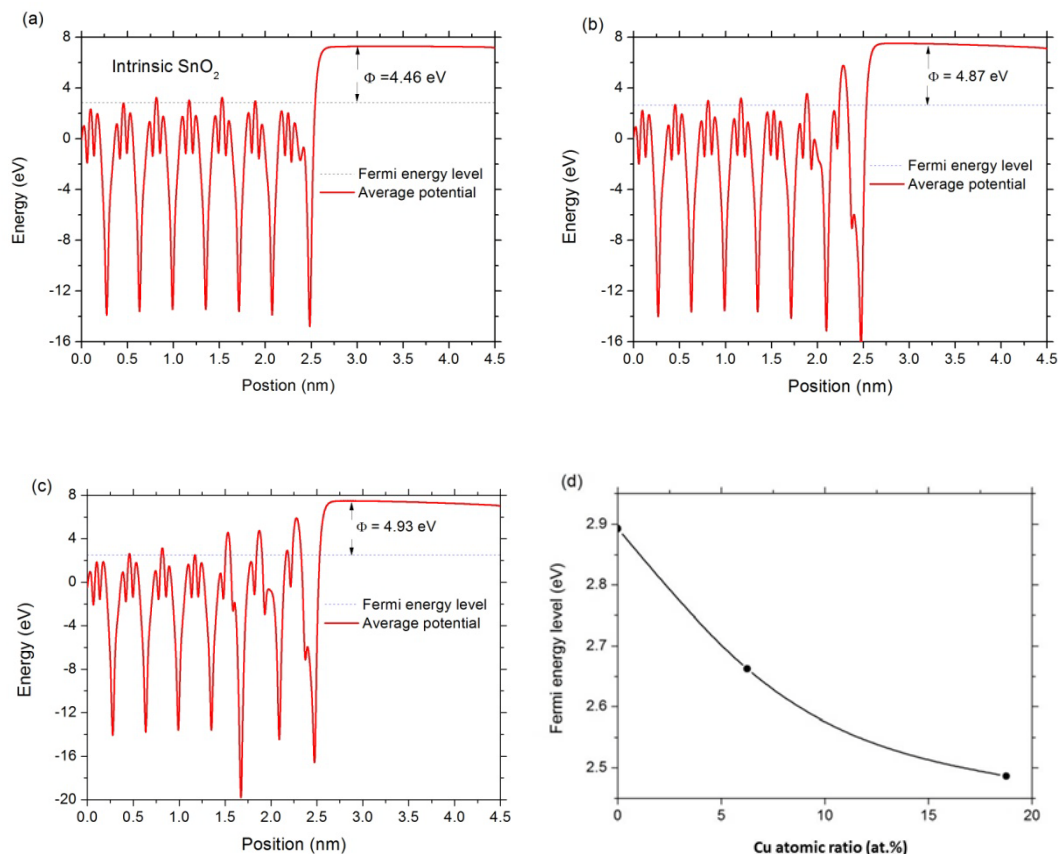 (a)
8
4
0
-4
-8
-12
-16
Energy (eV)
Intrinsic SnO₂
Φ =4.46 eV
Fermi energy level
Average potential
0.0 0.5 1.0 1.5 2.0 2.5 3.0 3.5 4.0 4.5
Postion (nm)
(b)
8
4
0
-4
-8
-12
-16
Energy (eV)
Φ = 4.87 eV
Fermi energy level
Average potential
0.0 0.5 1.0 1.5 2.0 2.5 3.0 3.5 4.0 4.5
Position (nm)
(c)
8
4
0
-4
-8
-12
-16
-20
Energy (eV)
Φ = 4.93 eV
Fermi energy level
Average potential
0.0 0.5 1.0 1.5 2.0 2.5 3.0 3.5 4.0 4.5
Position (nm)
(d)
2.9
2.8
2.7
2.6
2.5
Fermi energy level (eV)
0 5 10 15 20
Cu atomic ratio (at.%)